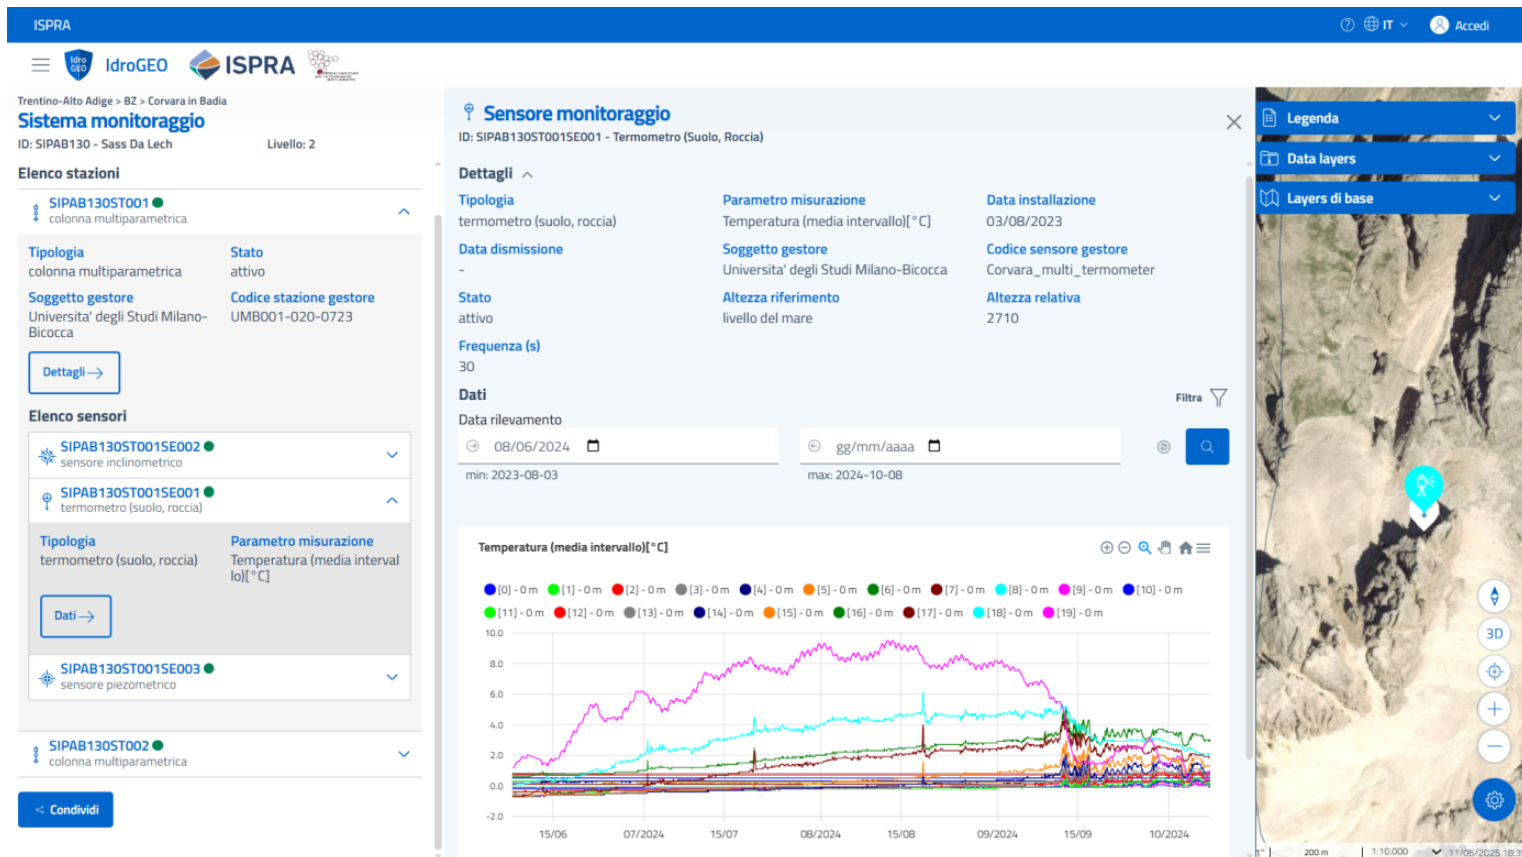 ISPRA
IT
Accedi
Idro
GEO
IdroGEO
ISPRA
Trentino-Alto Adige > BZ > Corvara in Badia
Sistema monitoraggio
ID: SIPAB130 - Sass Da Lech
Livello: 2
Elenco stazioni
SIPAB130ST001
colonna multiparametrica
Tipologia
Stato
colonna multiparametrica
attivo
Soggetto gestore
Codice stazione gestore
Universita' degli Studi Milano-
UMB001-020-0723
Bicocca
Dettagli
Elenco sensori
SIPAB130ST001SE002
sensore inclinometrico
SIPAB130ST001SE001
termometro (suolo, roccia)
Tipologia
Parametro misurazione
termometro (suolo, roccia)
Temperatura (media interval
lo)[°C]
Dati
SIPAB130ST001SE003
sensore piezometrico
SIPAB130ST002
colonna multiparametrica
Condividi
Sensore monitoraggio
ID: SIPAB130ST001SE001 - Termometro (Suolo, Roccia)
Dettagli
Tipologia
Parametro misurazione
Data installazione
termometro (suolo, roccia)
Temperatura (media intervallo)[°C]
03/08/2023
Data dismissione
Soggetto gestore
Codice sensore gestore
-
Universita' degli Studi Milano-Bicocca
Corvara_multi_termometer
Stato
Altezza riferimento
Altezza relativa
attivo
livello del mare
2710
Frequenza (s)
30
Dati
Filtra
Data rilevamento
08/06/2024
gg/mm/aaaa
min: 2023-08-03
max: 2024-10-08
Temperatura (media intervallo)[°C]
[0] - 0 m [1] - 0 m [2] - 0 m [3] - 0 m [4] - 0 m [5] - 0 m [6] - 0 m [7] - 0 m [8] - 0 m [9] - 0 m [10] - 0 m
[11] - 0 m [12] - 0 m [13] - 0 m [14] - 0 m [15] - 0 m [16] - 0 m [17] - 0 m [18] - 0 m [19] - 0 m
10.0
8.0
6.0
4.0
2.0
0.0
-2.0
15/06 07/2024 15/07 08/2024 15/08 09/2024 15/09 10/2024
Legenda
Data layers
Layers di base
3D
200 m
1:10.000
11/06/2025